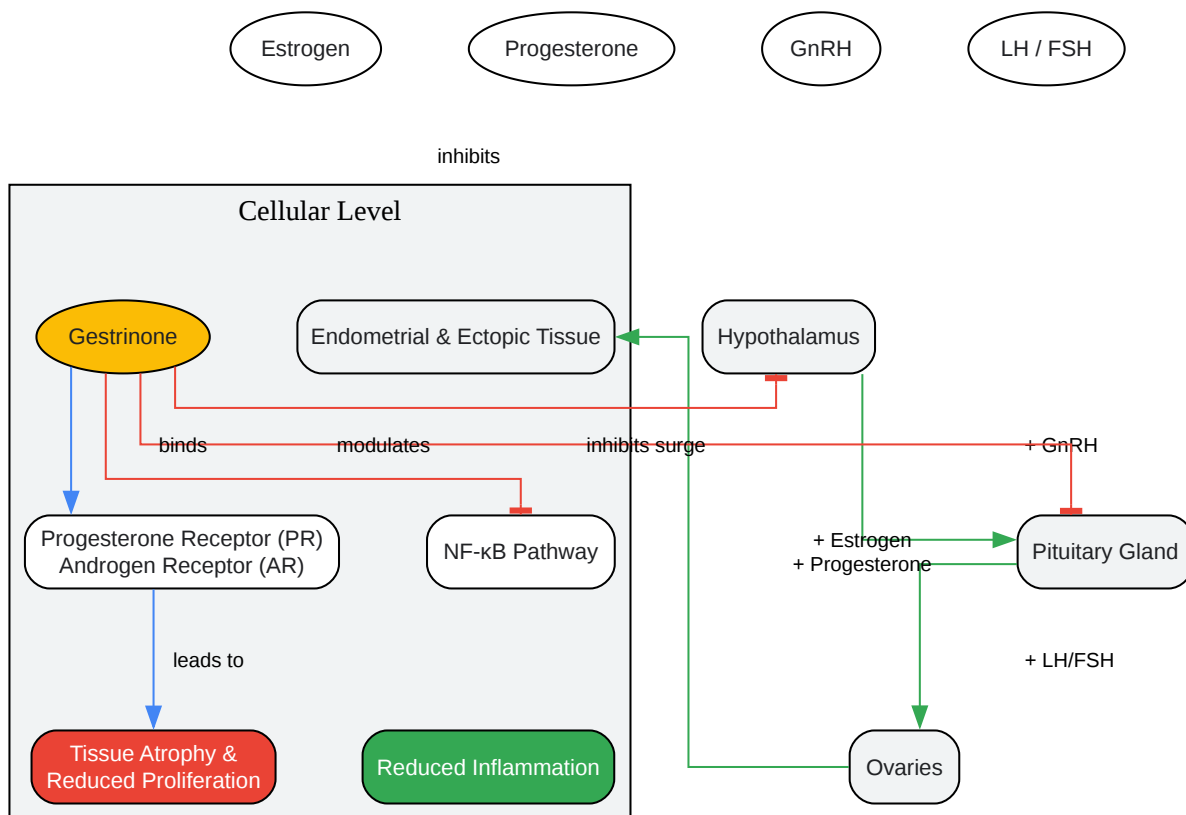 Estrogen
Progesterone
GnRH
LH / FSH
inhibits
Cellular Level
Gestrinone
Endometrial & Ectopic Tissue
Hypothalamus
binds
modulates
inhibits surge
+ GnRH
Progesterone Receptor (PR)
Androgen Receptor (AR)
NF-κB Pathway
+ Estrogen
+ Progesterone
Pituitary Gland
leads to
+ LH/FSH
Tissue Atrophy &
Reduced Proliferation
Reduced Inflammation
Ovaries